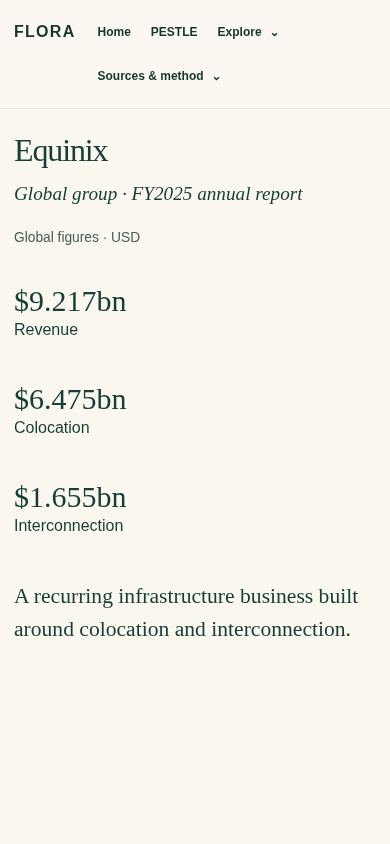 FLORA Home PESTLE Explore
Sources & method
Equinix
Global group · FY2025 annual report
Global figures · USD
$9.217bn
Revenue
$6.475bn
Colocation
$1.655bn
Interconnection
A recurring infrastructure business built
around colocation and interconnection.